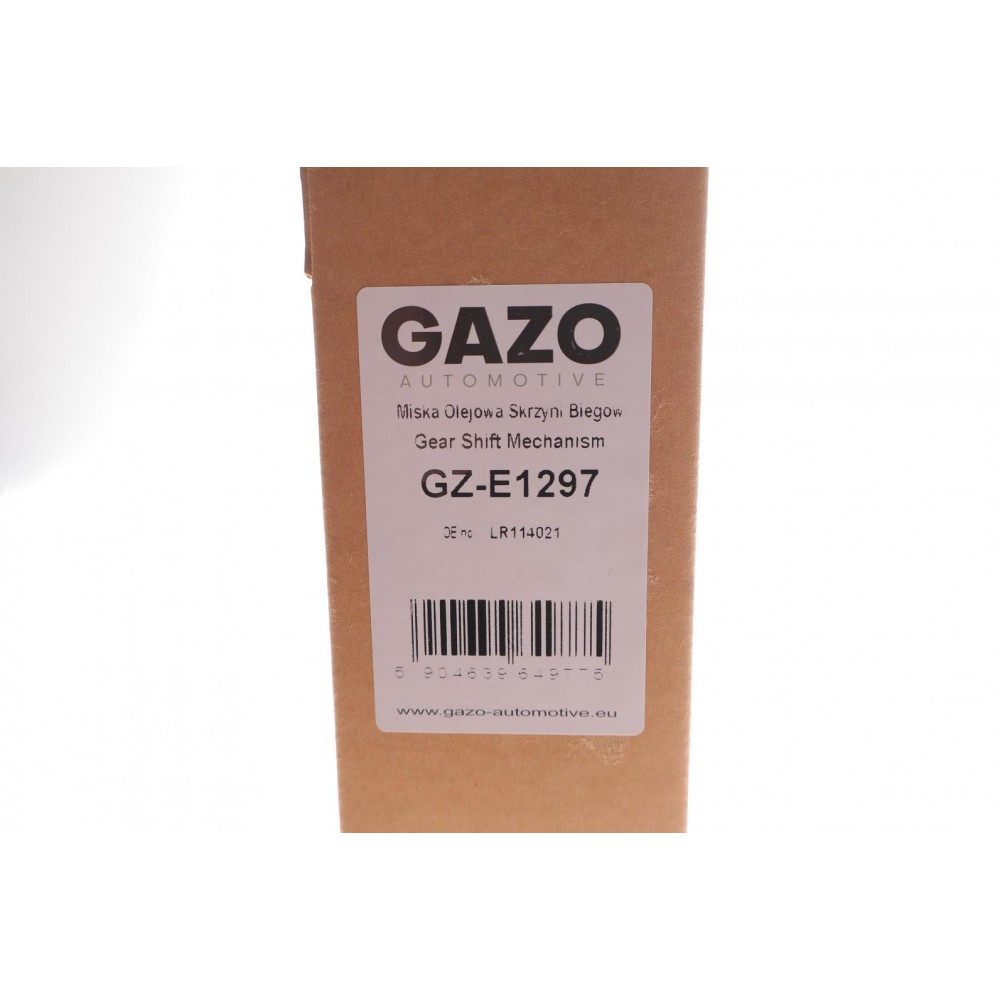 GAZO
AUTOMOTIVE
Miska Olejowa Skrzyni Biegów
Gear Shift Mechanism
GZ-E1297
OE no LR114021
5 904639 649775
www.gazo-automotive.eu